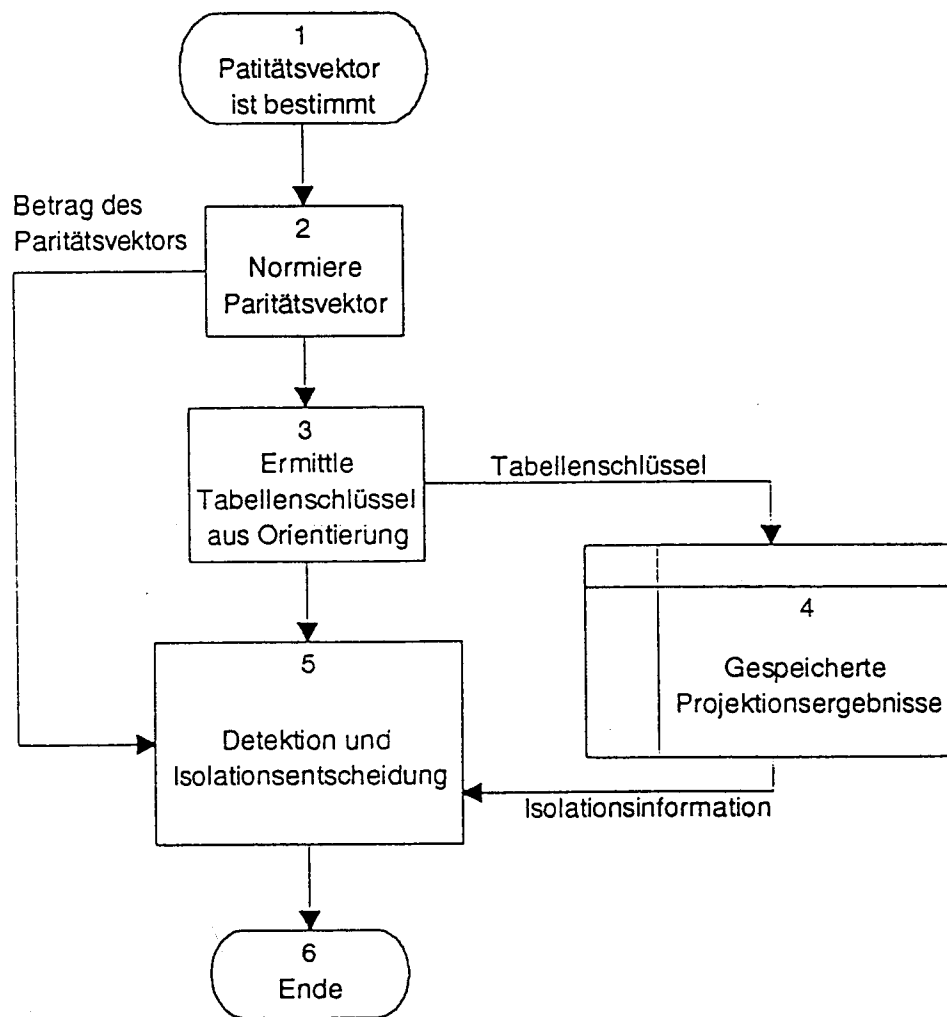 1
Patitätsvektor
ist bestimmt
Betrag des
Paritätsvektors
2
Normiere
Paritätsvektor
3
Ermittle
Tabellenschlüssel
aus Orientierung
Tabellenschlüssel
4
Gespeicherte
Projektionsergebnisse
5
Detektion und
Isolationsentscheidung
Isolationsinformation
6
Ende